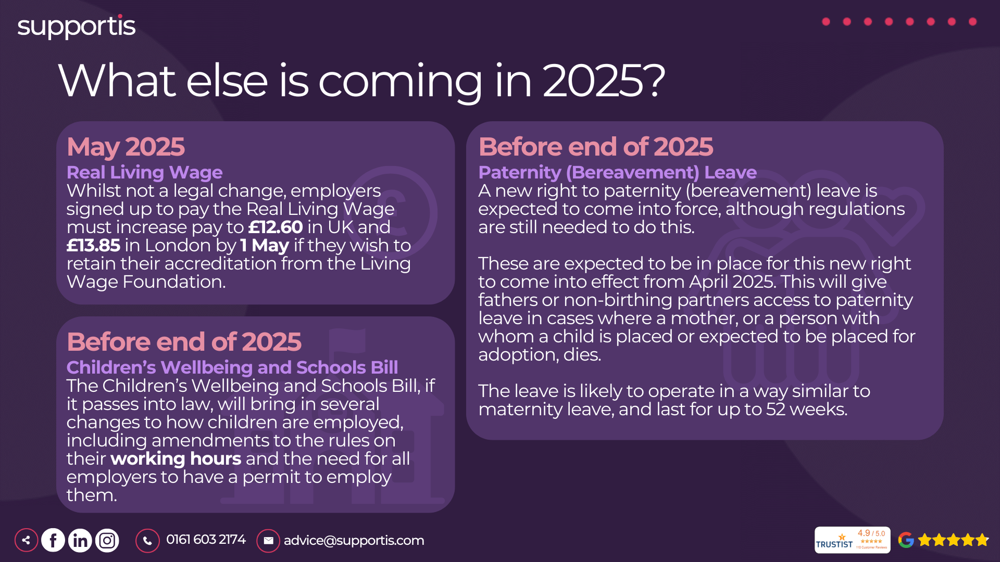 supportis
What else is coming in 2025?
May 2025
Real Living Wage
Whilst not a legal change, employers
signed up to pay the Real Living Wage
must increase pay to £12.60 in UK and
£13.85 in London by 1 May if they wish to
retain their accreditation from the Living
Wage Foundation.
Before end of 2025
Children’s Wellbeing and Schools Bill
The Children’s Wellbeing and Schools Bill, if
it passes into law, will bring in several
changes to how children are employed,
including amendments to the rules on
their working hours and the need for all
employers to have a permit to employ
them.
Before end of 2025
Paternity (Bereavement) Leave
A new right to paternity (bereavement) leave is
expected to come into force, although regulations
are still needed to do this.
These are expected to be in place for this new right
to come into effect from April 2025. This will give
fathers or non-birthing partners access to paternity
leave in cases where a mother, or a person with
whom a child is placed or expected to be placed for
adoption, dies.
The leave is likely to operate in a way similar to
maternity leave, and last for up to 52 weeks.
0161 603 2174
advice@supportis.com
TRUSTIST
4.9 / 5.0
Customer Reviews